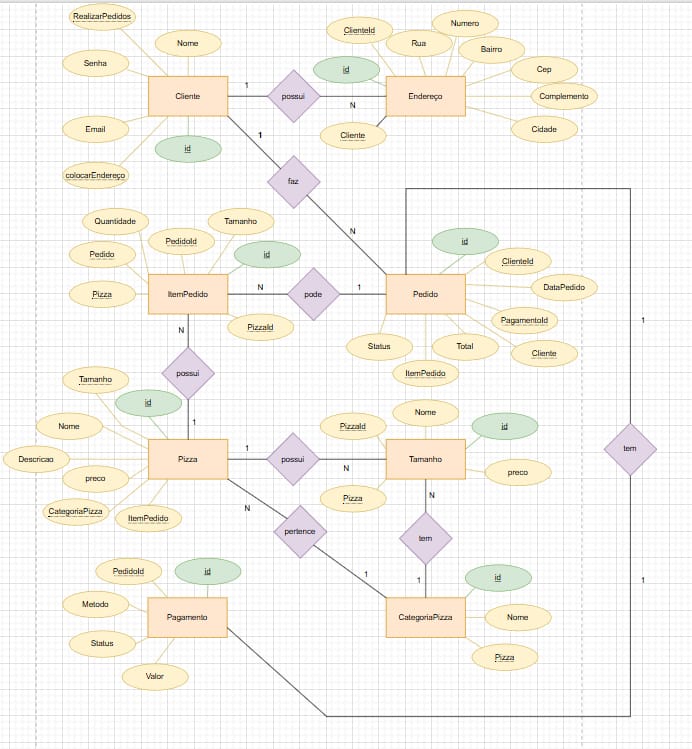 RealizarPedidos
Nome
Senha
Cliente
Email
id
colocarEndereço
1
possui
N
ClienteId
Numero
Rua
Bairro
id
Cep
Endereço
Complemento
Cliente
Cidade
1
faz
N
Quantidade
Tamanho
PedidoId
Pedido
id
Pizza
ItemPedido
PizzaId
N
pode
1
id
ClienteId
Pedido
DataPedido
PagamentoId
Status
Total
Cliente
ItemPedido
1
tem
1
N
possui
1
Tamanho
id
Nome
Descricao
Pizza
preco
CategoriaPizza
ItemPedido
1
possui
N
Nome
PizzaId
id
Tamanho
preco
Pizza
N
pertence
1
N
tem
1
PedidoId
id
Metodo
Pagamento
Status
Valor
id
CategoriaPizza
Nome
Pizza